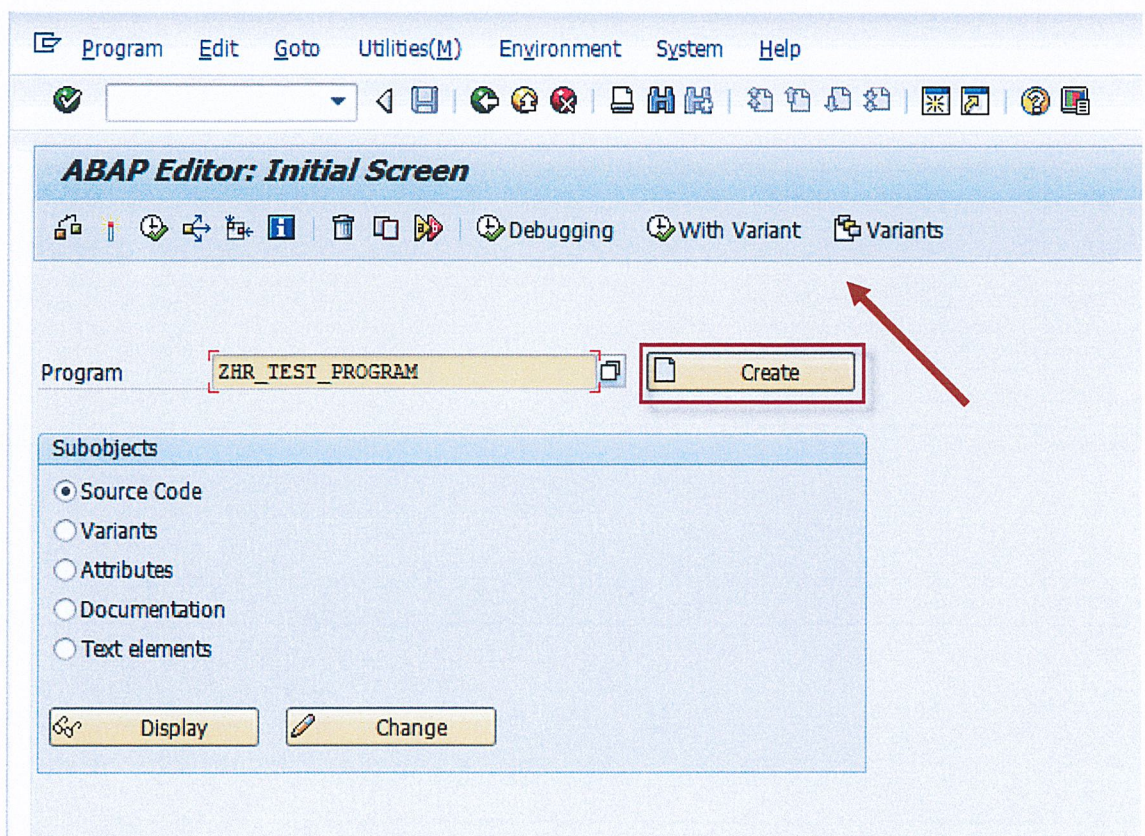 Program Edit Goto Utilities(M) Environment System Help
ABAP Editor: Initial Screen
Debugging With Variant Variants
Program ZHR_TEST_PROGRAM Create
Subobjects
Source Code
Variants
Attributes
Documentation
Text elements
Display Change